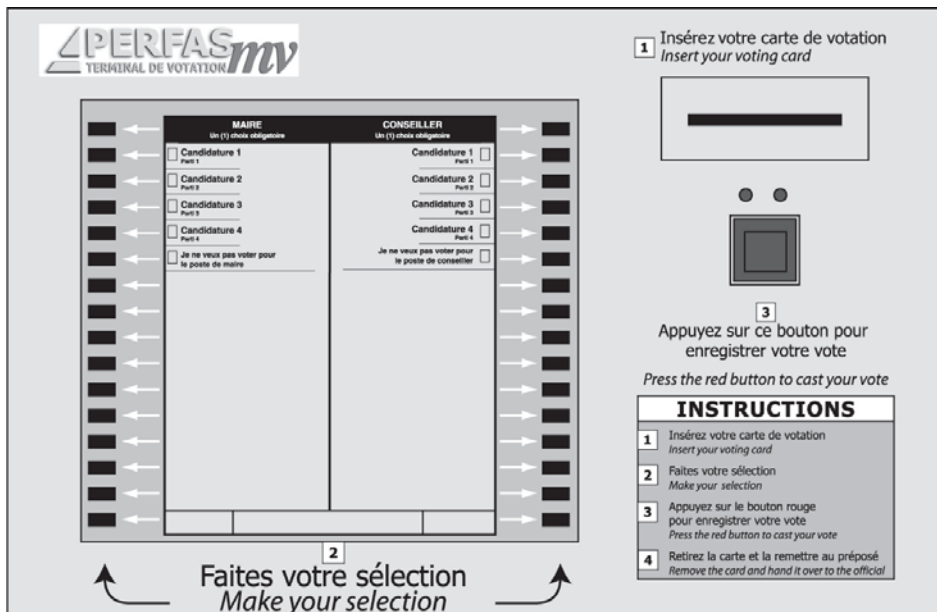 PERFAS mv
TERMINAL DE VOTATION
1 Insérez votre carte de votation
Insert your voting card
MAIRE
Un (1) choix obligatoire
Candidature 1
Parti 1
Candidature 2
Parti 2
Candidature 3
Parti 3
Candidature 4
Parti 4
Je ne veux pas voter pour
le poste de maire
CONSEILLER
Un (1) choix obligatoire
Candidature 1
Parti 1
Candidature 2
Parti 2
Candidature 3
Parti 3
Candidature 4
Parti 4
Je ne veux pas voter pour
le poste de conseiller
2
Faites votre sélection
Make your selection
3
Appuyez sur ce bouton pour
enregistrer votre vote
Press the red button to cast your vote
INSTRUCTIONS
1 Insérez votre carte de votation
Insert your voting card
2 Faites votre sélection
Make your selection
3 Appuyez sur le bouton rouge
pour enregistrer votre vote
Press the red button to cast your vote
4 Retirez la carte et la remettre au préposé
Remove the card and hand it over to the official